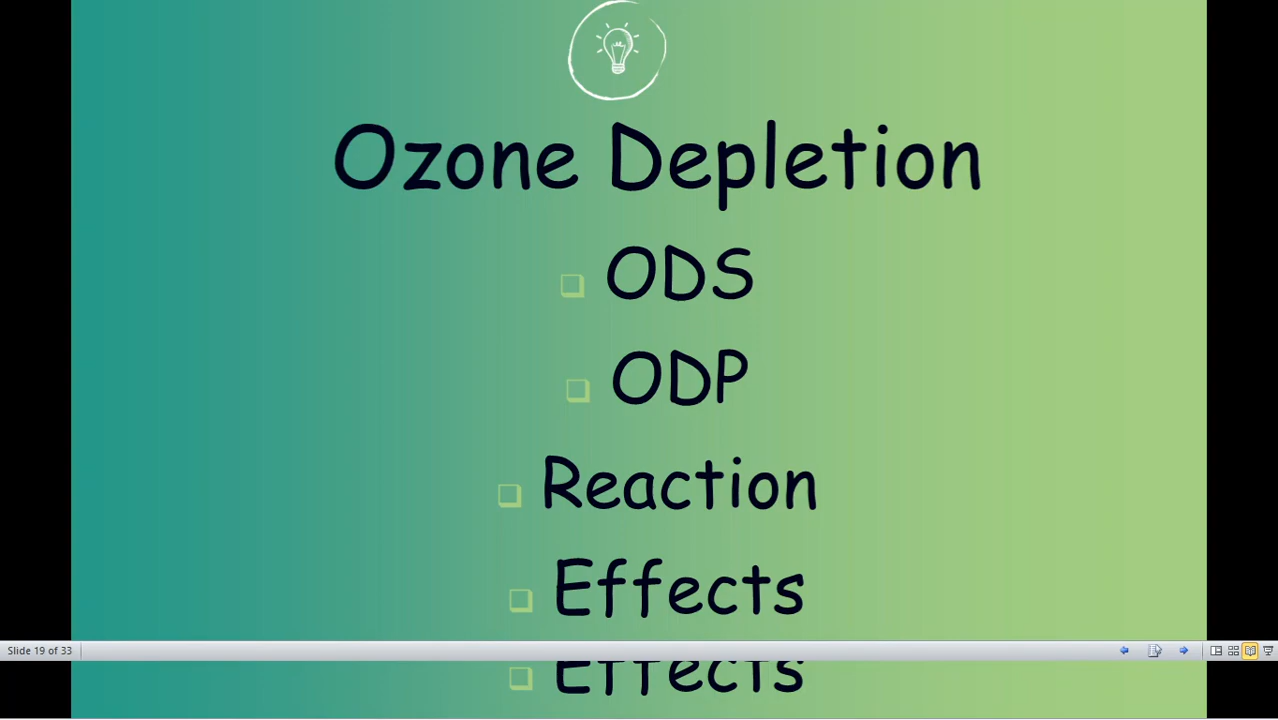 Ozone Depletion
❑ ODS
❑ ODP
❑ Reaction
❑ Effects
Slide 19 of 33
❑ Effects